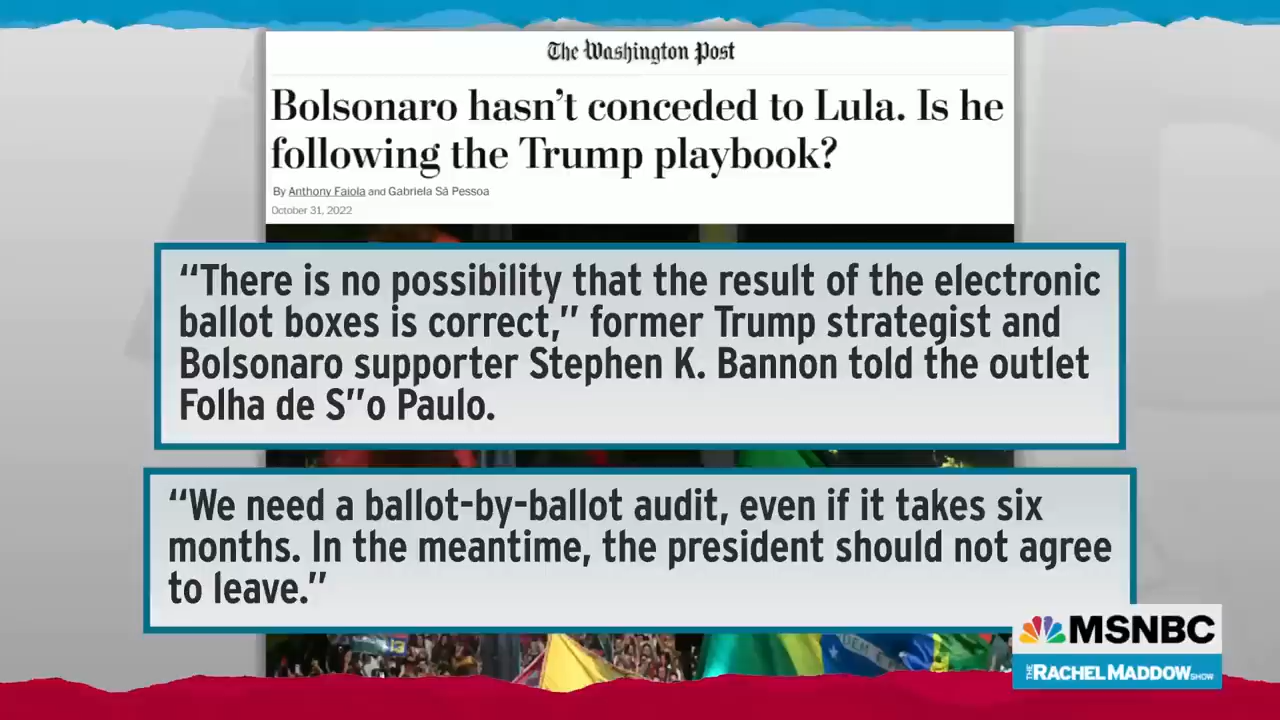 The Washington Post
Bolsonaro hasn’t conceded to Lula. Is he
following the Trump playbook?
By Anthony Faiola and Gabriela Sá Pessoa
October 31, 2022
“There is no possibility that the result of the electronic
ballot boxes is correct,” former Trump strategist and
Bolsonaro supporter Stephen K. Bannon told the outlet
Folha de S”o Paulo.
“We need a ballot-by-ballot audit, even if it takes six
months. In the meantime, the president should not agree
to leave.”
MSNBC
THE RACHEL MADDOW SHOW